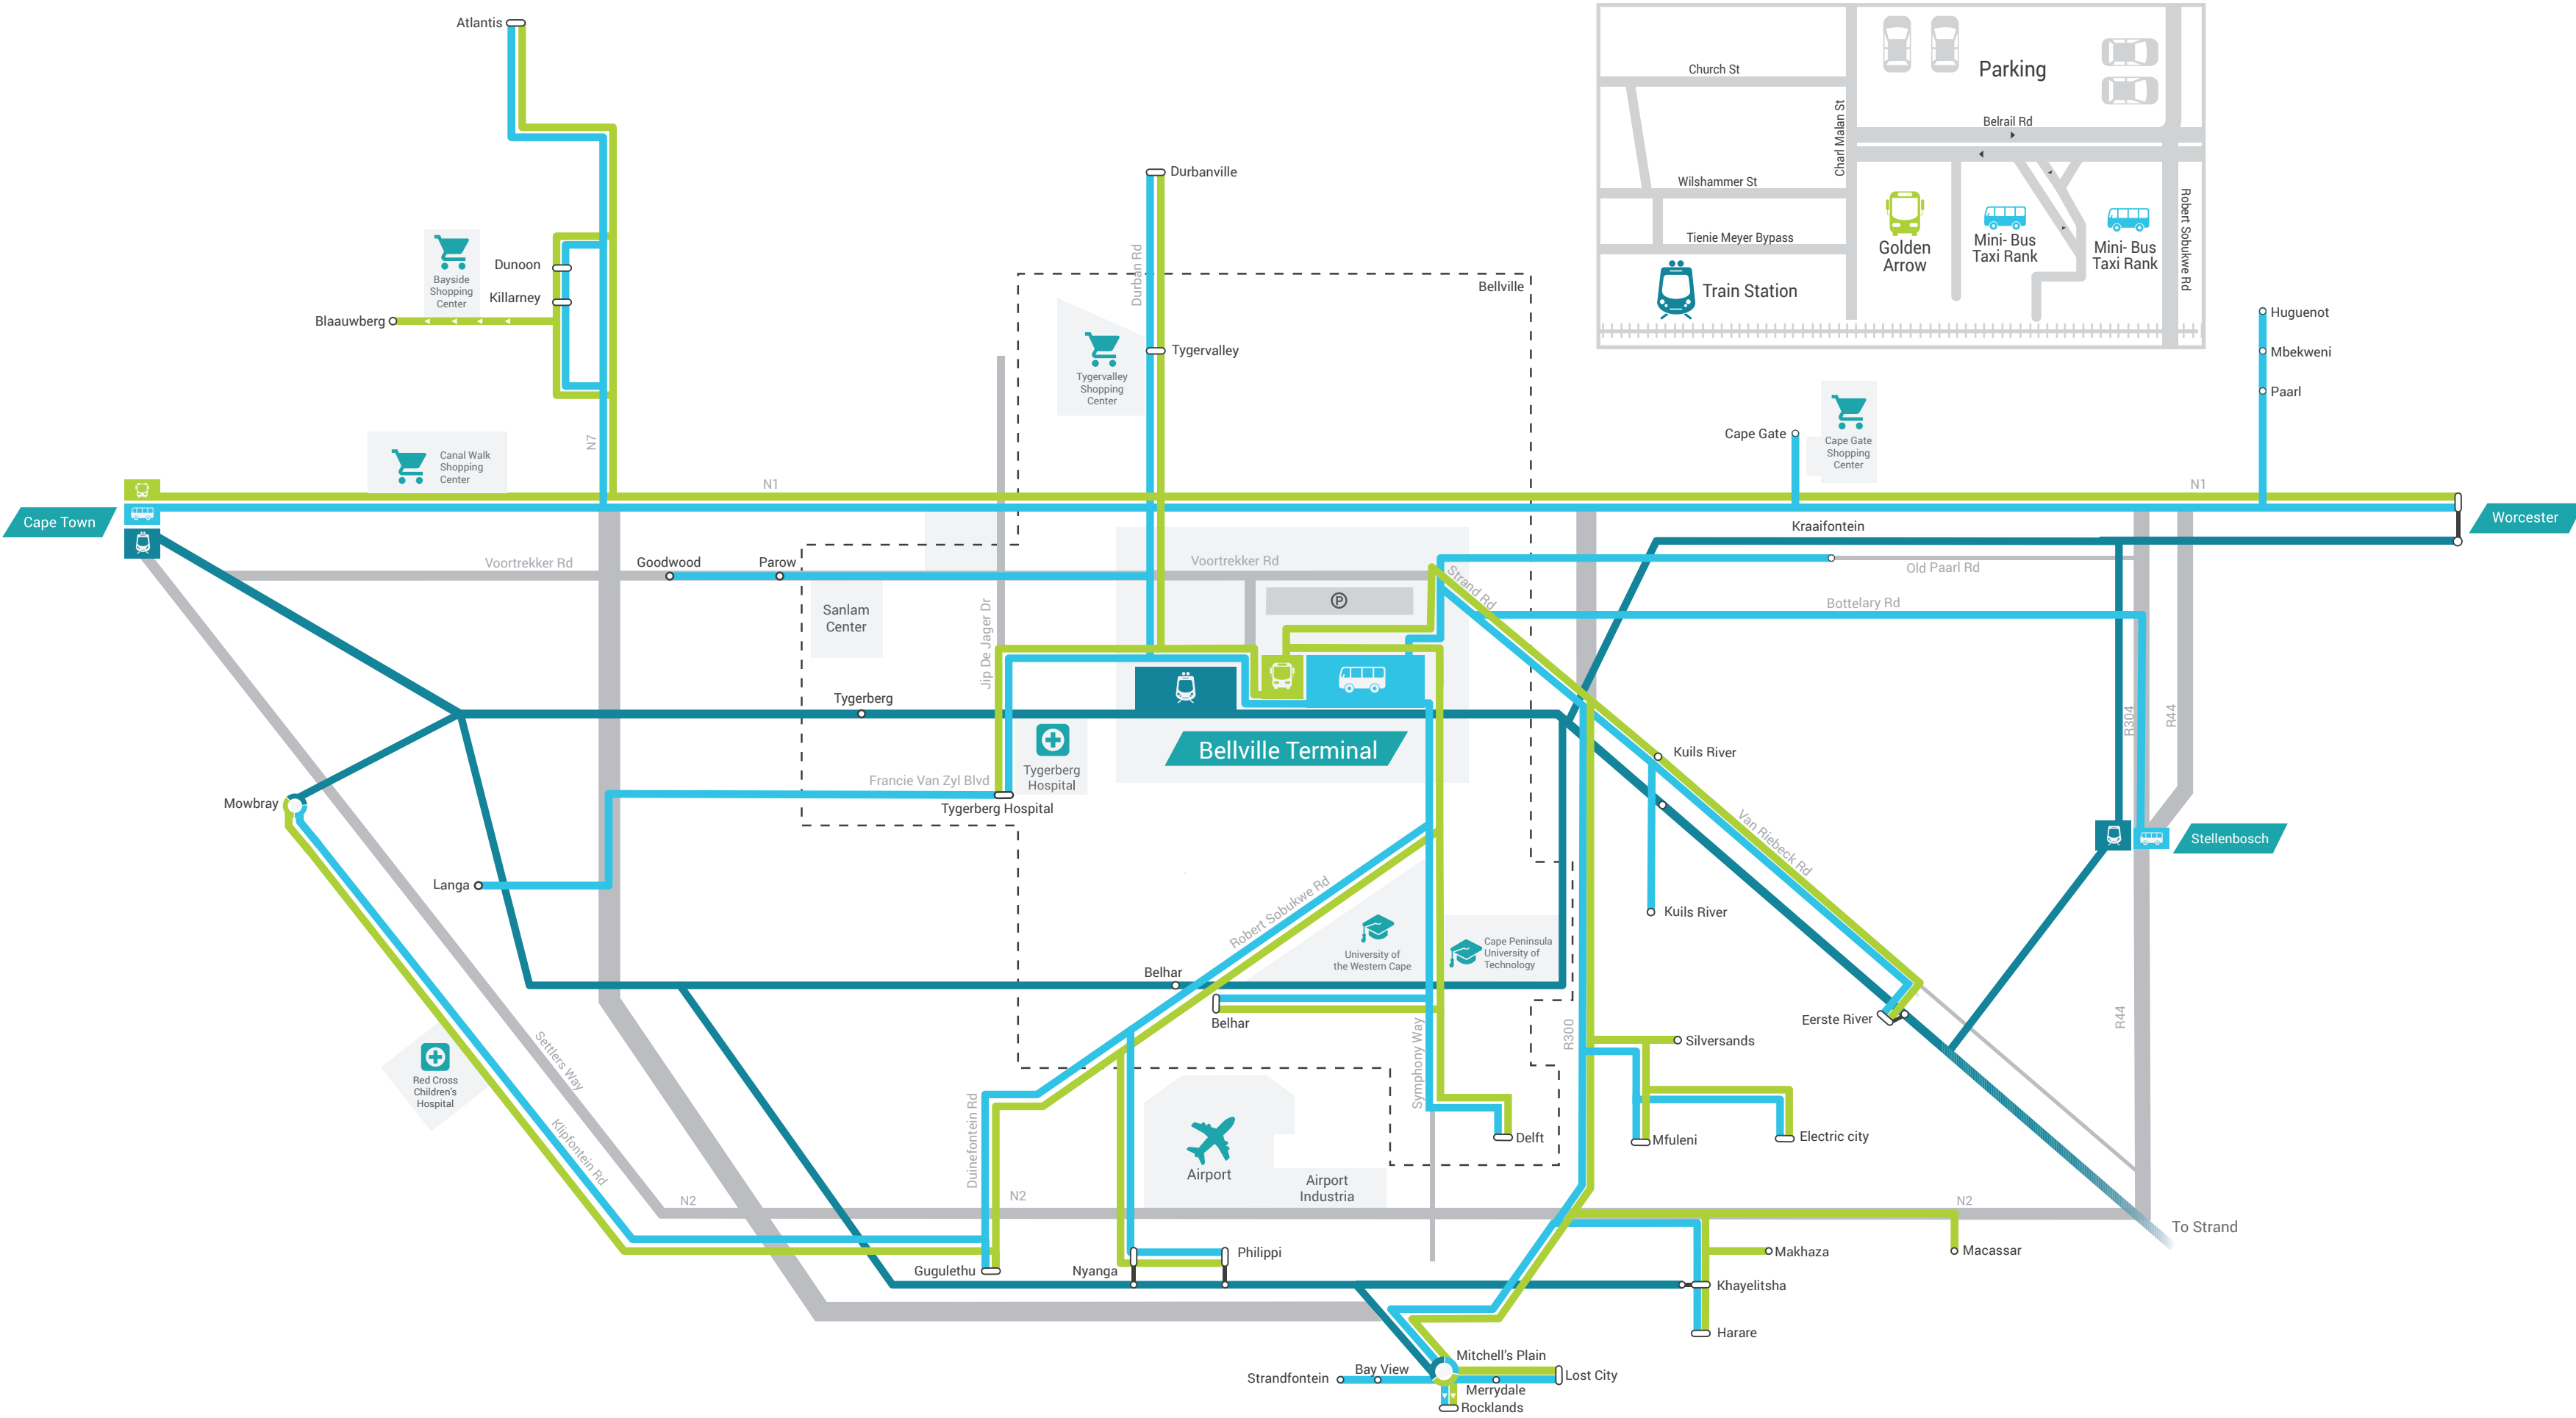 Atlantis
Church St
Parking
Charl Malan St
Belrail Rd
Durbanville
Wilshammer St
Robert Sobukwe Rd
Golden
Arrow
Mini- Bus
Taxi Rank
Mini- Bus
Taxi Rank
Tienie Meyer Bypass
Train Station
Durban Rd
Bellville
Bayside
Shopping
Center
Dunoon
Killarney
Blaauwberg
Huguenot
Mbekweni
Paarl
Tygervalley
Tygervalley
Shopping
Center
Cape Gate
Cape Gate
Shopping
Center
N7
Canal Walk
Shopping
Center
N1
N1
Cape Town
Worcester
Kraaifontein
Voortrekker Rd
Goodwood
Parow
Voortrekker Rd
Strand Rd
Old Paarl Rd
P
Sanlam
Center
Bottelary Rd
Jip De Jager Dr
Tygerberg
R304
R44
Bellville Terminal
Kuils River
Tygerberg
Hospital
Francie Van Zyl Blvd
Tygerberg Hospital
Mowbray
Van Riebeck Rd
Stellenbosch
Langa
Robert Sobukwe Rd
Kuils River
University of
the Western Cape
Cape Peninsula
University of
Technology
Belhar
Belhar
Symphony Way
R300
R44
Eerste River
Silversands
Settlers Way
Red Cross
Children's
Hospital
Klipfontein Rd
Duinefontein Rd
Delft
Mfuleni
Electric city
Airport
Airport
Industria
N2
N2
N2
To Strand
Gugulethu
Nyanga
Philippi
Makhaza
Macassar
Khayelitsha
Harare
Mitchell's Plain
Strandfontein
Bay View
Lost City
Merrydale
Rocklands